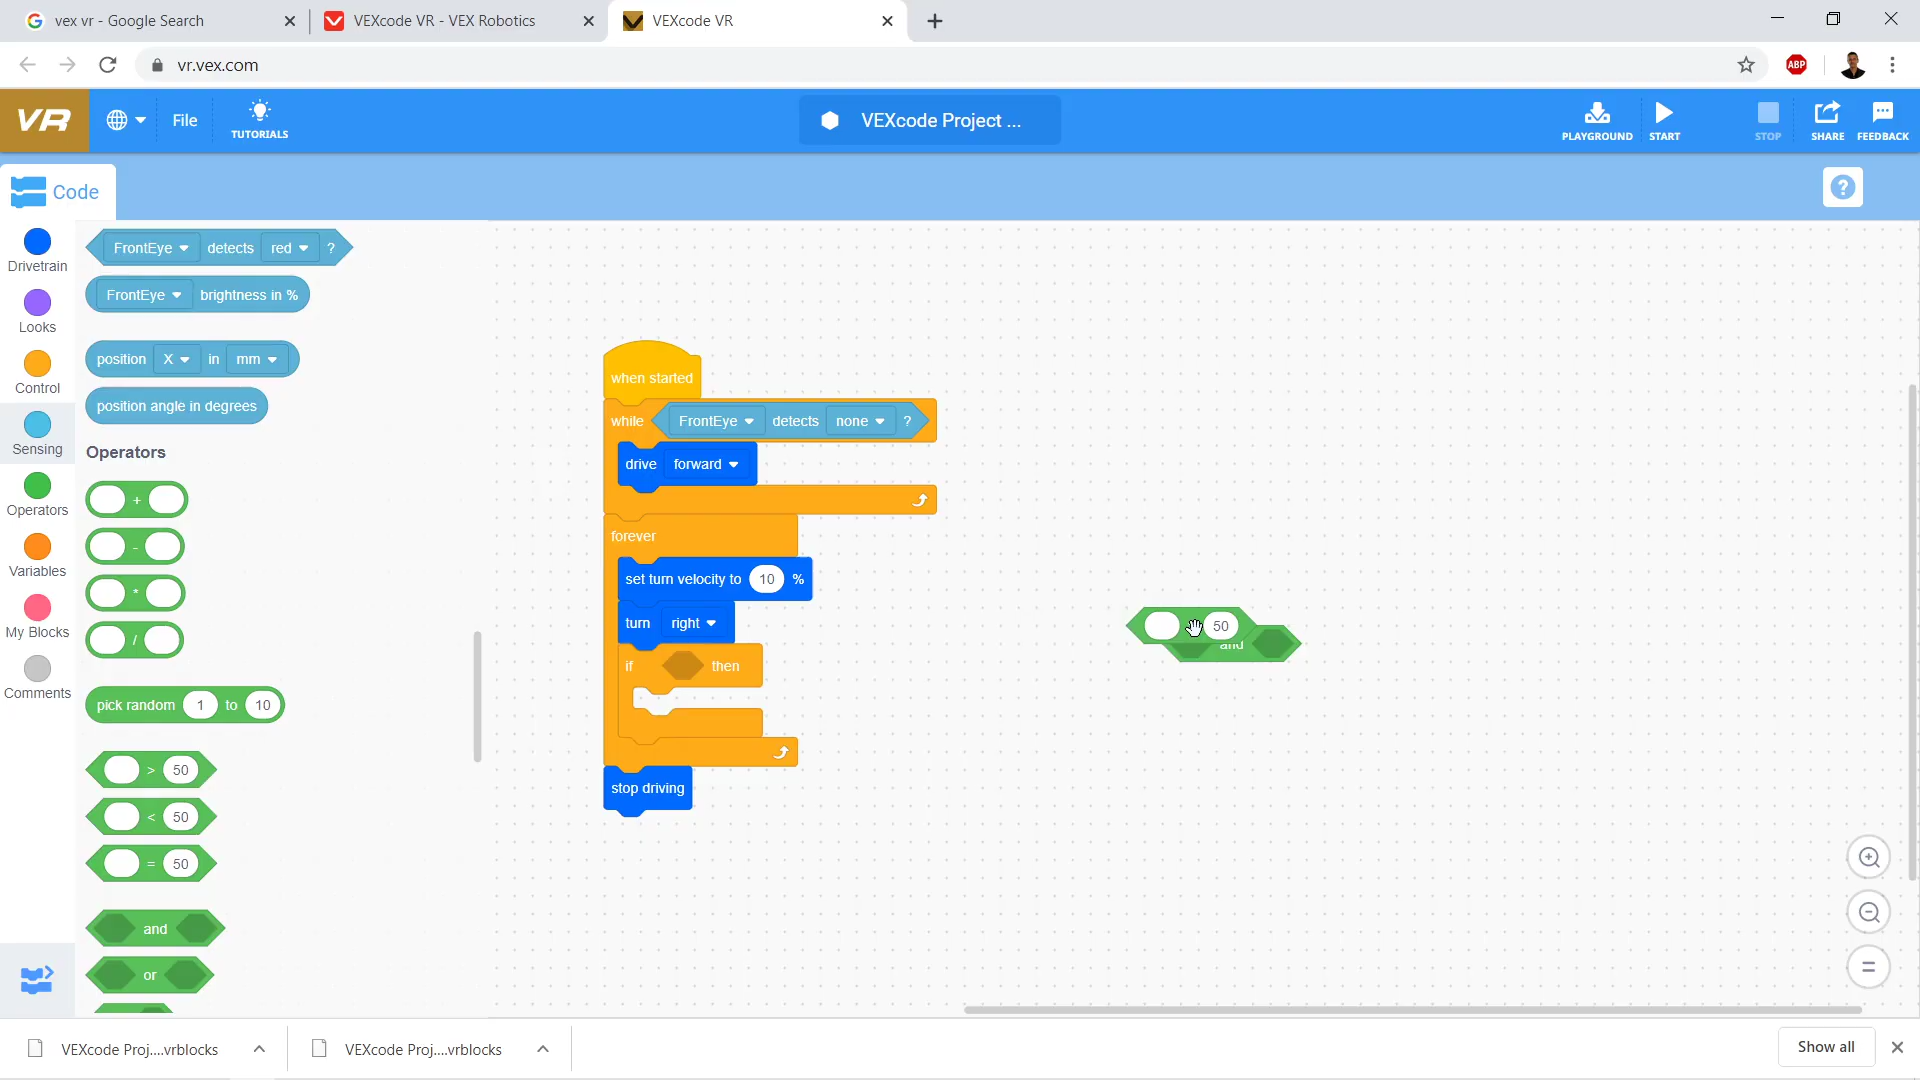 vex vr - Google Search
VEXcode VR - VEX Robotics
VEXcode VR
vr.vex.com
ABP
VR
File
TUTORIALS
VEXcode Project ...
PLAYGROUND
START
STOP
SHARE
FEEDBACK
Code
?
Drivetrain
Looks
Control
Sensing
Operators
Variables
My Blocks
Comments
FrontEye detects red ?
FrontEye brightness in %
position X in mm
position angle in degrees
Operators
+
-
*
/
pick random 1 to 10
> 50
< 50
= 50
and
or
when started
while FrontEye detects none ?
drive forward
forever
set turn velocity to 10 %
turn right
if then
stop driving
50
and
VEXcode Proj....vrblocks
VEXcode Proj....vrblocks
Show all